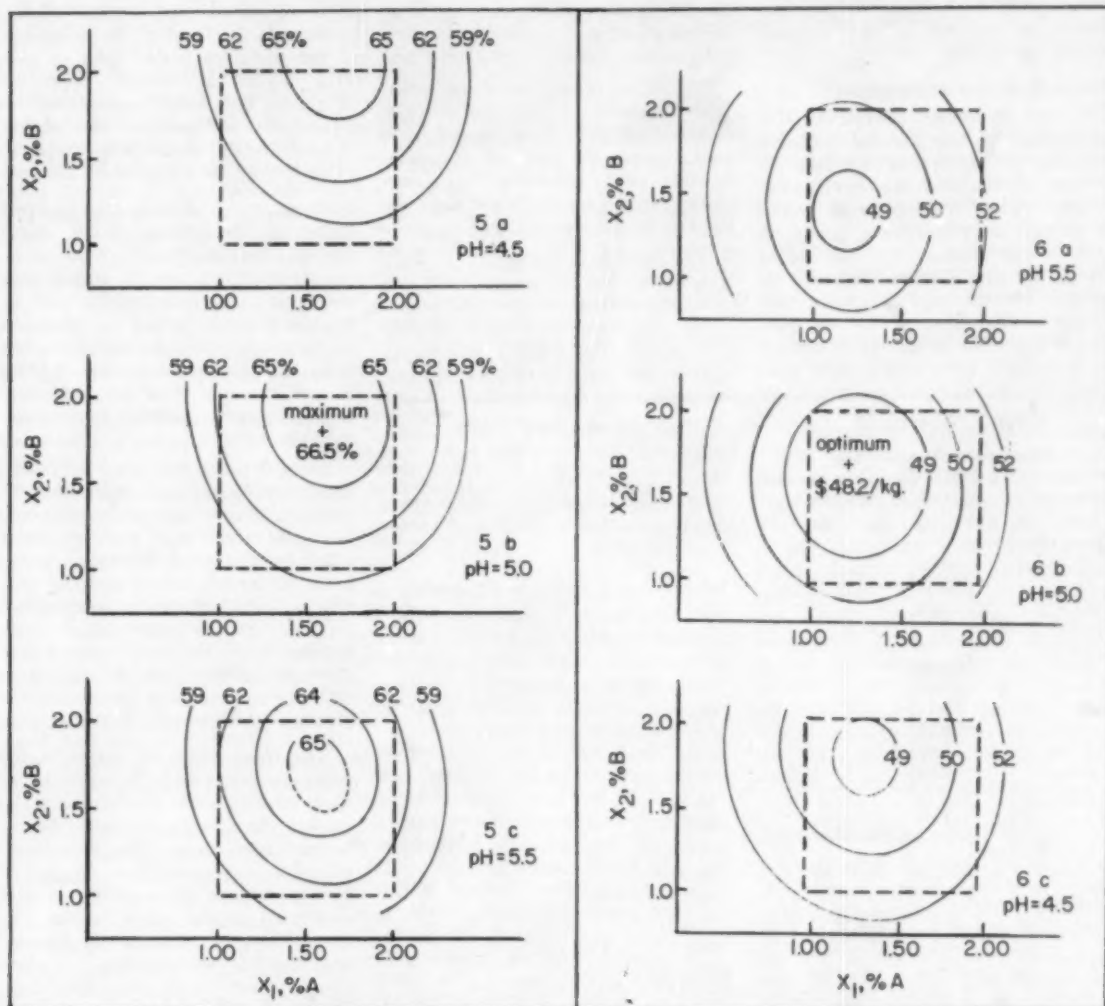 59 62 65% 65 62 59%
2.0
1.5
1.0
X2,%B
1.00 1.50 2.00
5 a
pH=4.5
59 62 65% 65 62 59%
2.0
1.5
1.0
X2,%B
maximum
+
66.5%
1.00 1.50 2.00
5 b
pH=5.0
59 62 64 62 59
65
2.0
1.5
1.0
X2,%B
1.00 1.50 2.00
X1,%A
5 c
pH=5.5
2.0
1.5
1.0
X2,% B
49 50 52
1.00 1.50 2.00
6 a
pH 5.5
2.0
1.5
1.0
X2,%B
optimum
+
$482/kg.
49 50 52
1.00 1.50 2.00
6 b
pH=5.0
2.0
1.5
1.0
X2,%B
49 50 52
1.00 1.50 2.00
X1,%A
6 c
pH=4.5